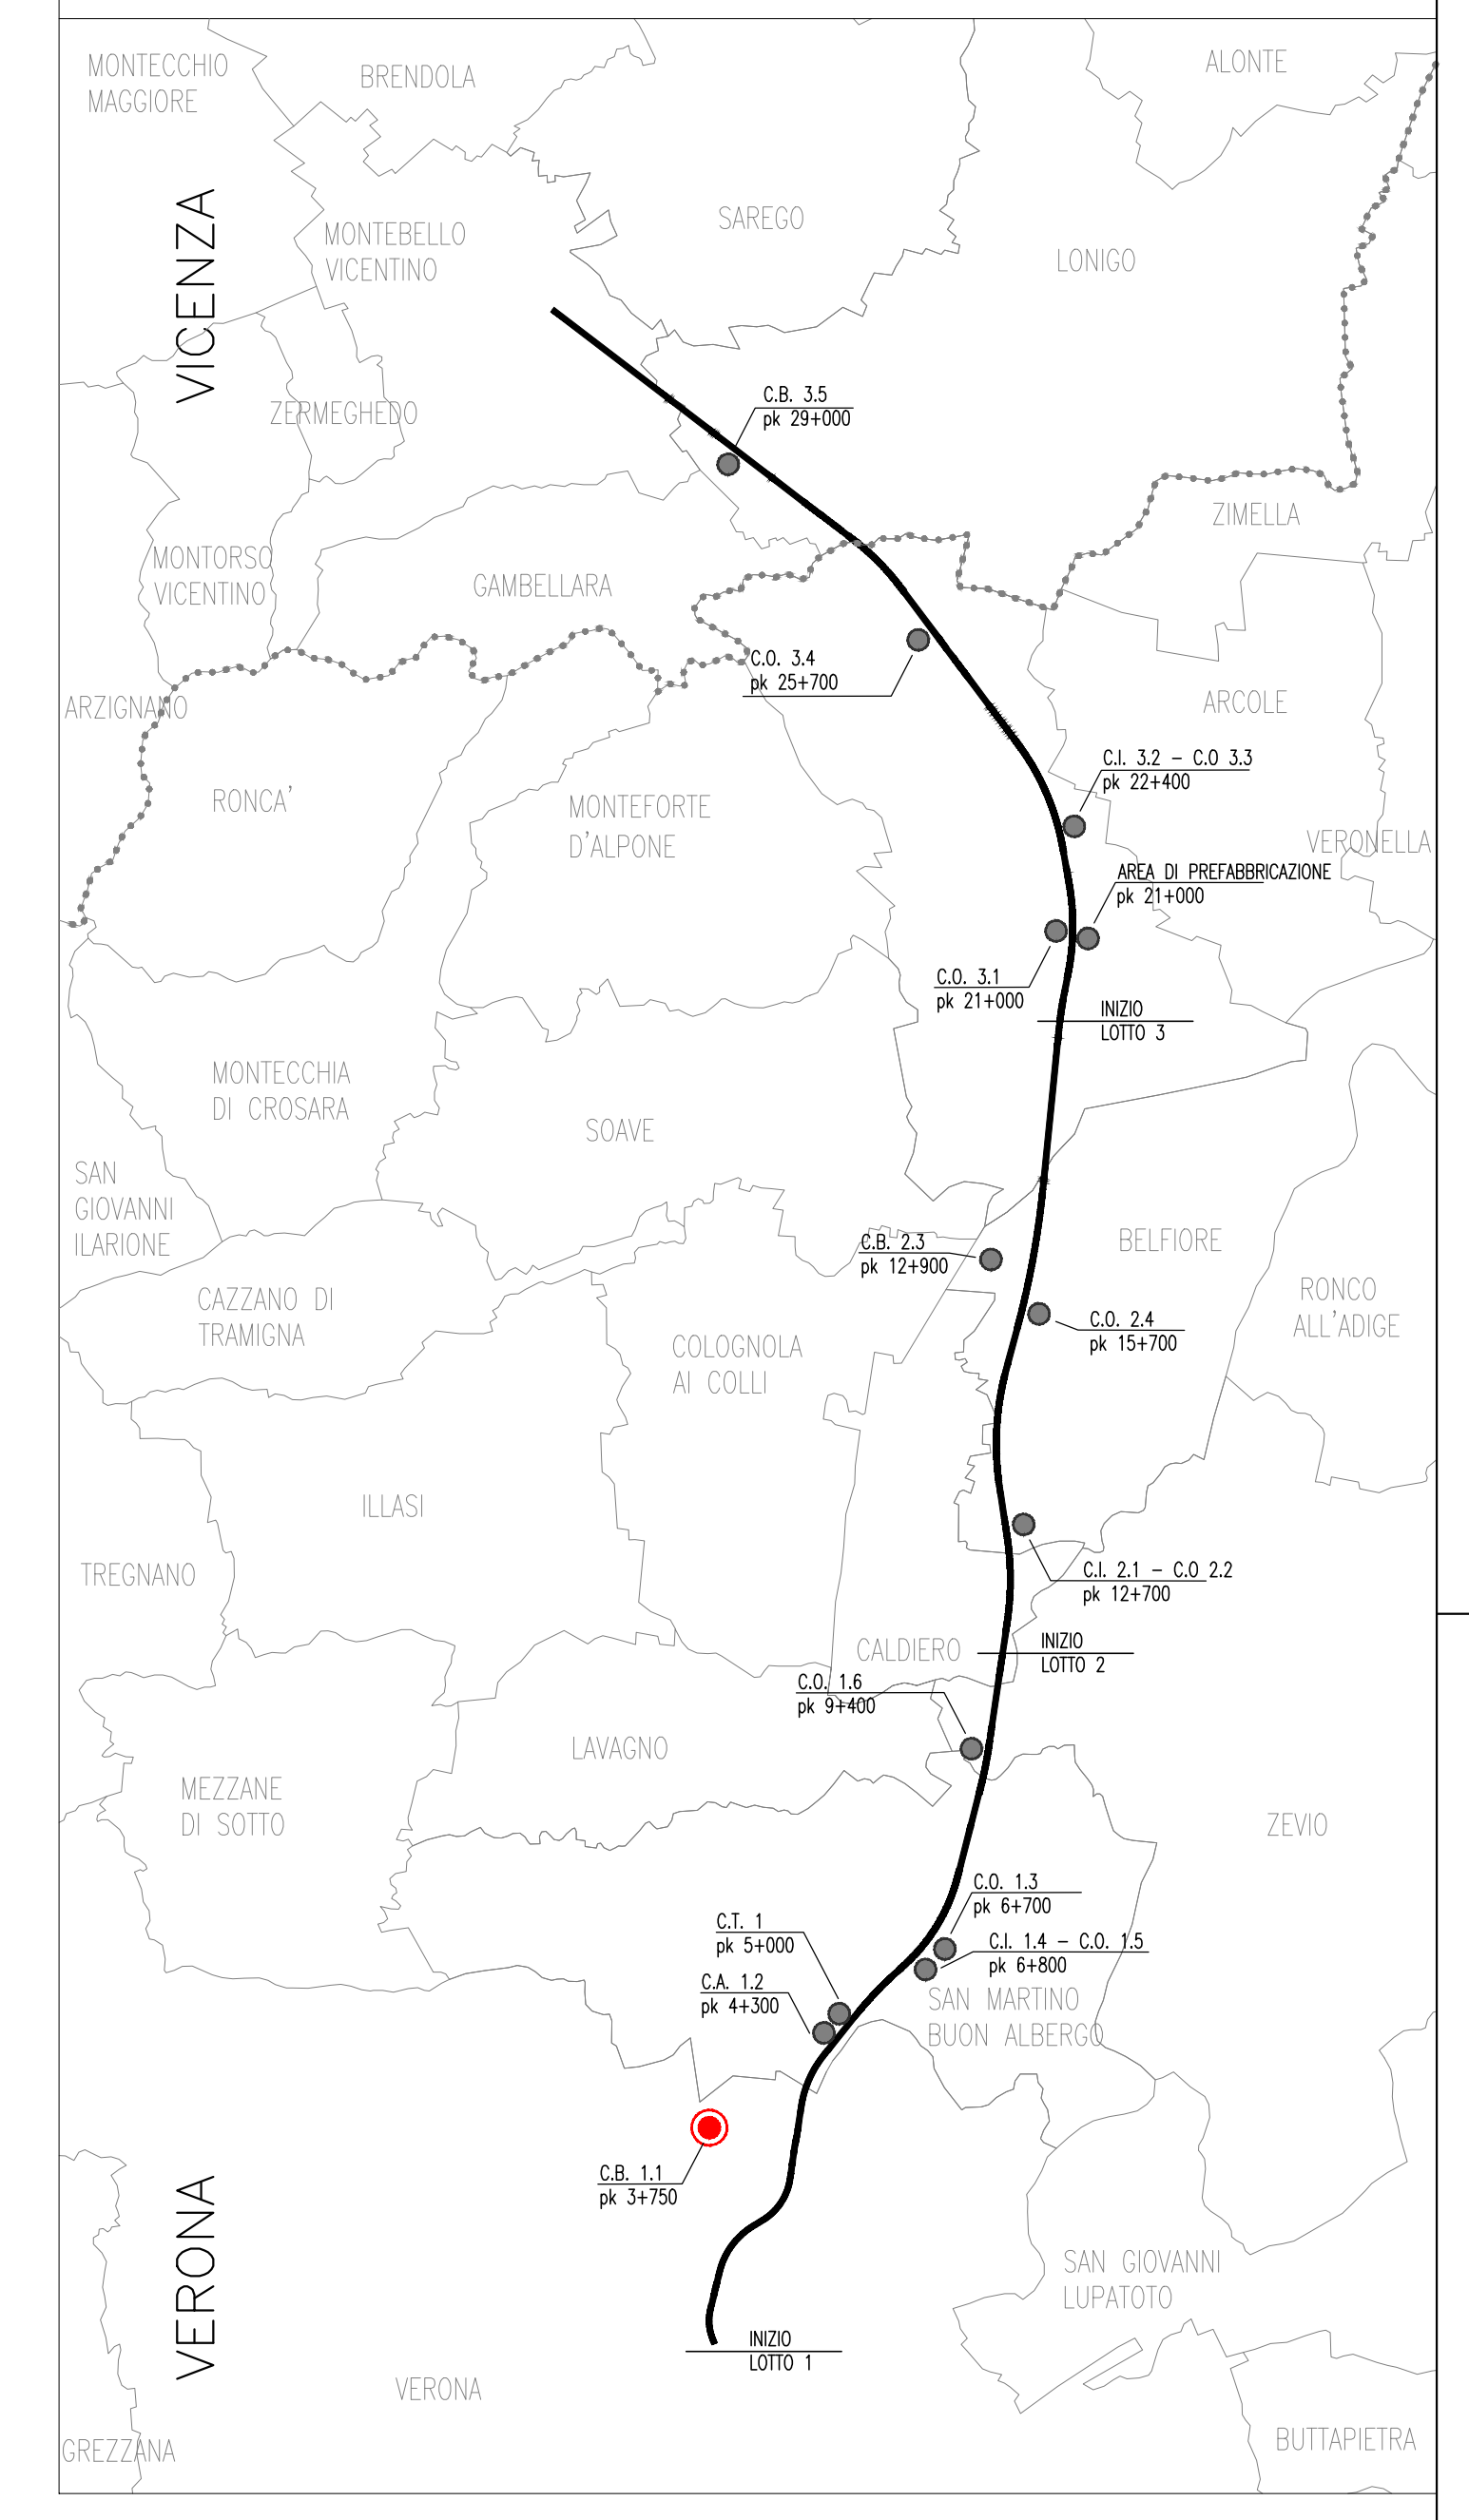 MONTECCHIO
MAGGIORE
BRENDOLA
ALONTE
VICENZA
MONTEBELLO
VICENTINO
SAREGO
LONIGO
ZERMEGHEDO
C.B. 3.5
pk 29+000
ZIMELLA
MONTORSO
VICENTINO
GAMBELLARA
C.O. 3.4
pk 25+700
ARZIGNANO
ARCOLE
C.I. 3.2 - C.O 3.3
pk 22+400
RONCA'
MONTEFORTE
D'ALPONE
VERONELLA
AREA DI PREFABBRICAZIONE
pk 21+000
C.O. 3.1
pk 21+000
INIZIO
LOTTO 3
MONTECCHIA
DI CROSARA
SOAVE
SAN
GIOVANNI
ILARIONE
BELFIORE
C.B. 2.3
pk 12+900
CAZZANO DI
TRAMIGNA
RONCO
ALL'ADIGE
C.O. 2.4
pk 15+700
COLOGNOLA
AI COLLI
ILLASI
TREGNANO
C.I. 2.1 - C.O 2.2
pk 12+700
CALDIERO
INIZIO
LOTTO 2
C.O. 1.6
pk 9+400
LAVAGNO
MEZZANE
DI SOTTO
ZEVIO
C.O. 1.3
pk 6+700
C.T. 1
pk 5+000
C.I. 1.4 - C.O. 1.5
pk 6+800
C.A. 1.2
pk 4+300
SAN MARTINO
BUON ALBERGO
C.B. 1.1
pk 3+750
VERONA
SAN GIOVANNI
LUPATOTO
INIZIO
LOTTO 1
VERONA
GREZZANA
BUTTAPIETRA